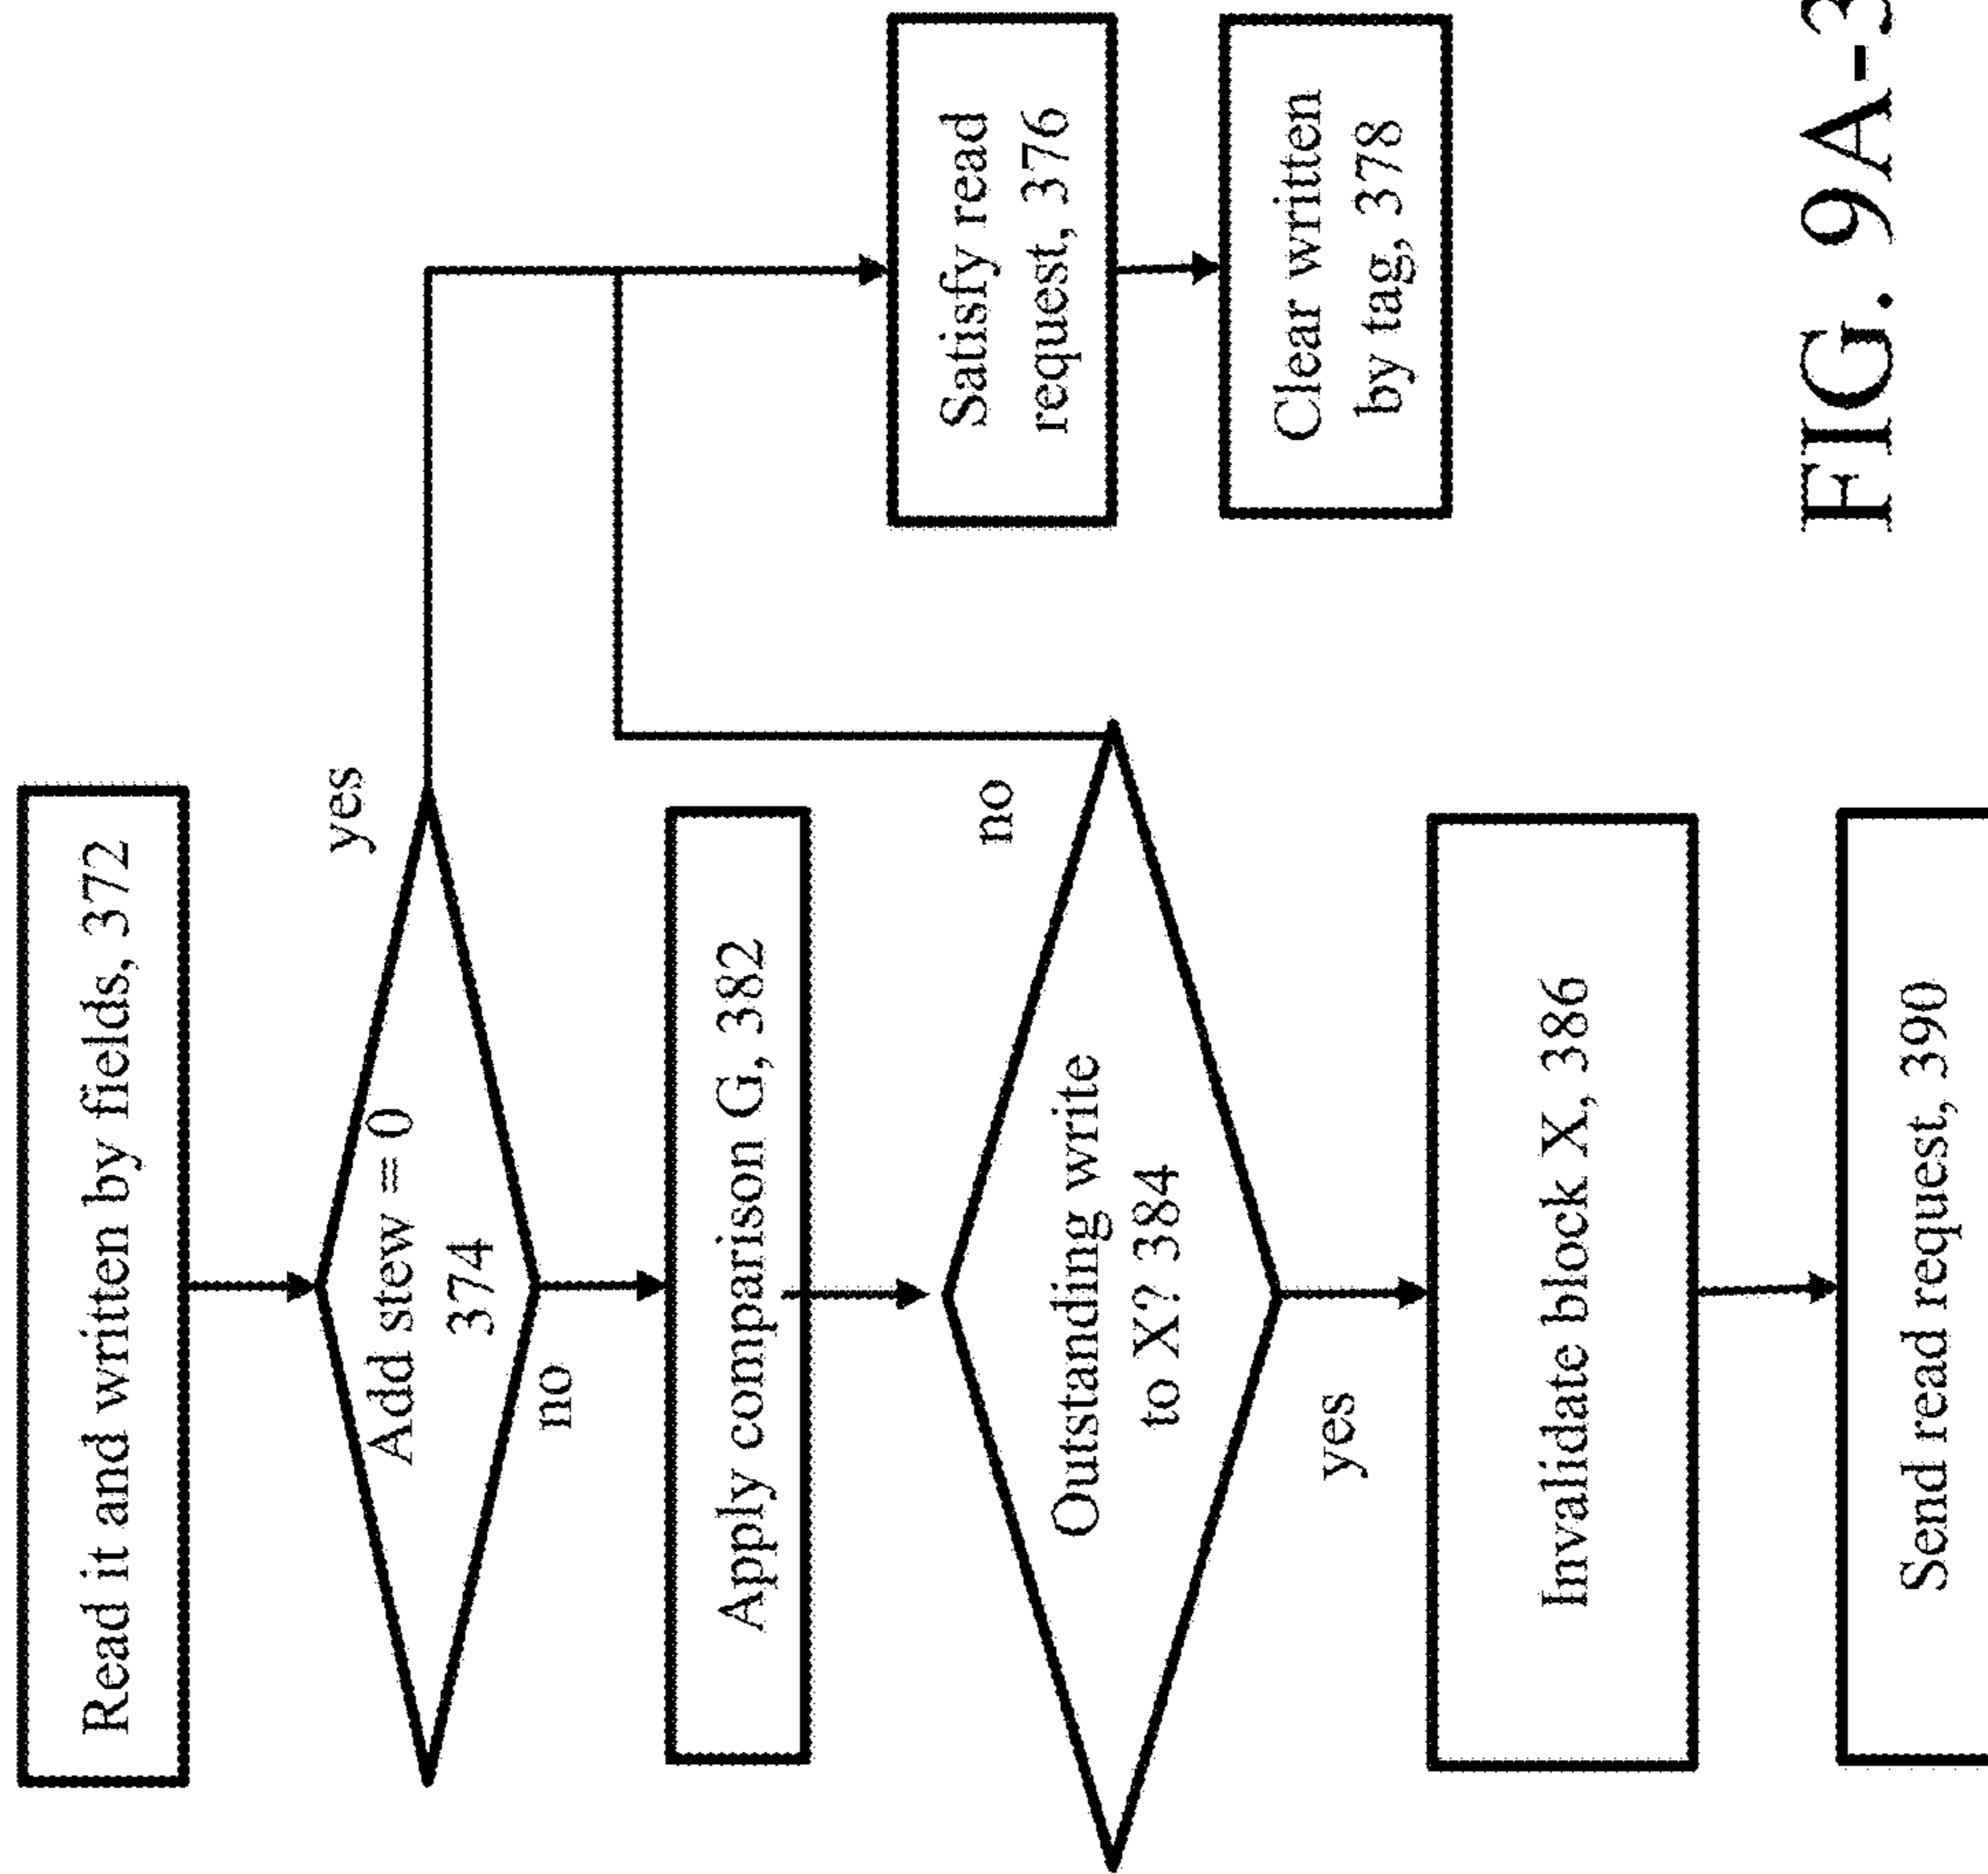 Read it and written by fields, 372
yes
Add stew = 0
374
no
Apply comparison G, 382
no
Outstanding write
to X? 384
yes
Invalidate block X, 386
Send read request, 390
Satisfy read
request, 376
Clear written
by tag, 378
FIG. 9A-3